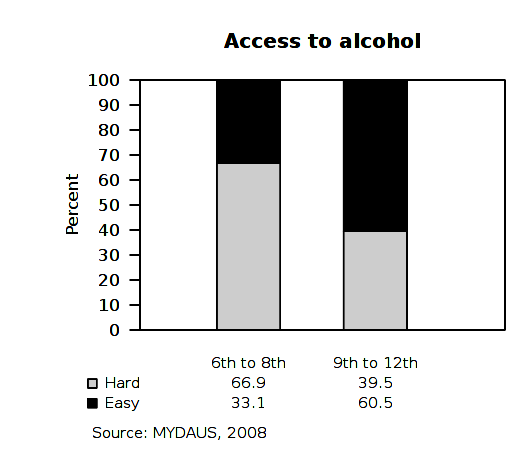 Access to alcohol
100
90
80
70
60
50
40
30
20
10
0
Percent
6th to 8th 9th to 12th
Hard 66.9 39.5
Easy 33.1 60.5
Source: MYDAUS, 2008